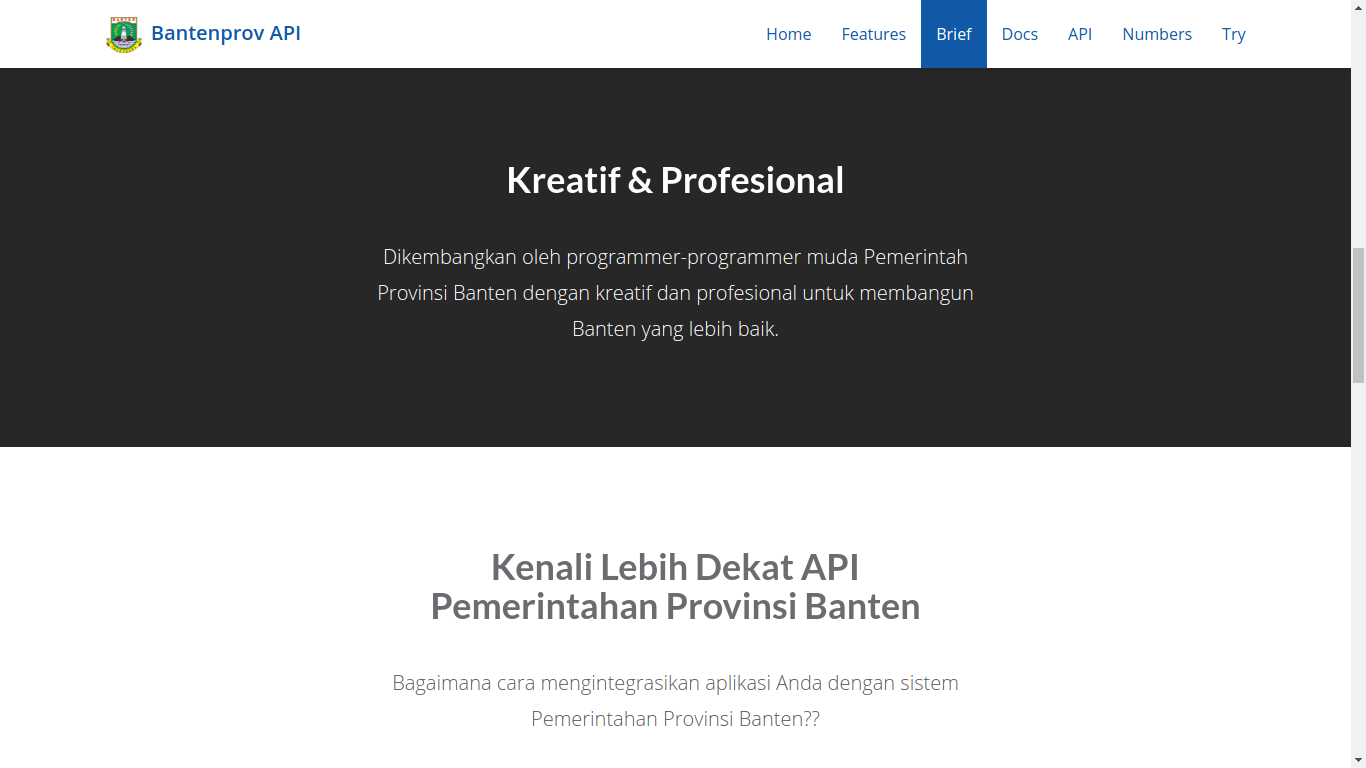 Bantenprov API
Home Features Brief Docs API Numbers Try
Kreatif & Profesional
Dikembangkan oleh programmer-programmer muda Pemerintah
Provinsi Banten dengan kreatif dan profesional untuk membangun
Banten yang lebih baik.
Kenali Lebih Dekat API
Pemerintahan Provinsi Banten
Bagaimana cara mengintegrasikan aplikasi Anda dengan sistem
Pemerintahan Provinsi Banten??